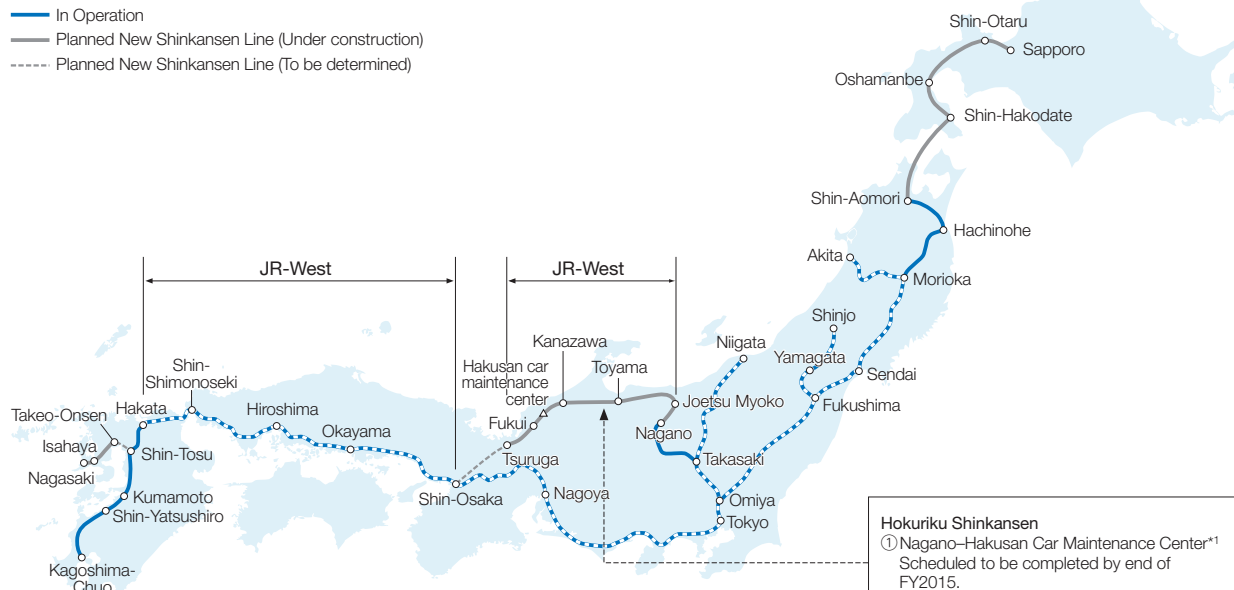 In Operation
Planned New Shinkansen Line (Under construction)
Planned New Shinkansen Line (To be determined)
Shin-Otaru
Sapporo
Oshamanbe
Shin-Hakodate
Shin-Aomori
Hachinohe
Akita
Morioka
JR-West
JR-West
Shinjo
Kanazawa
Niigata
Shin-
Shimonoseki
Hakusan car
maintenance
center
Toyama
Yamagata
Sendai
Takeo-Onsen
Hakata
Hiroshima
Joetsu Myoko
Fukushima
Isahaya
Okayama
Fukui
Nagano
Shin-Tosu
Tsuruga
Takasaki
Nagasaki
Kumamoto
Shin-Osaka
Nagoya
Omiya
Shin-Yatsushiro
Tokyo
Kagoshima-
Chuo
Hokuriku Shinkansen
①Nagano–Hakusan Car Maintenance Center*1
Scheduled to be completed by end of
FY2015.